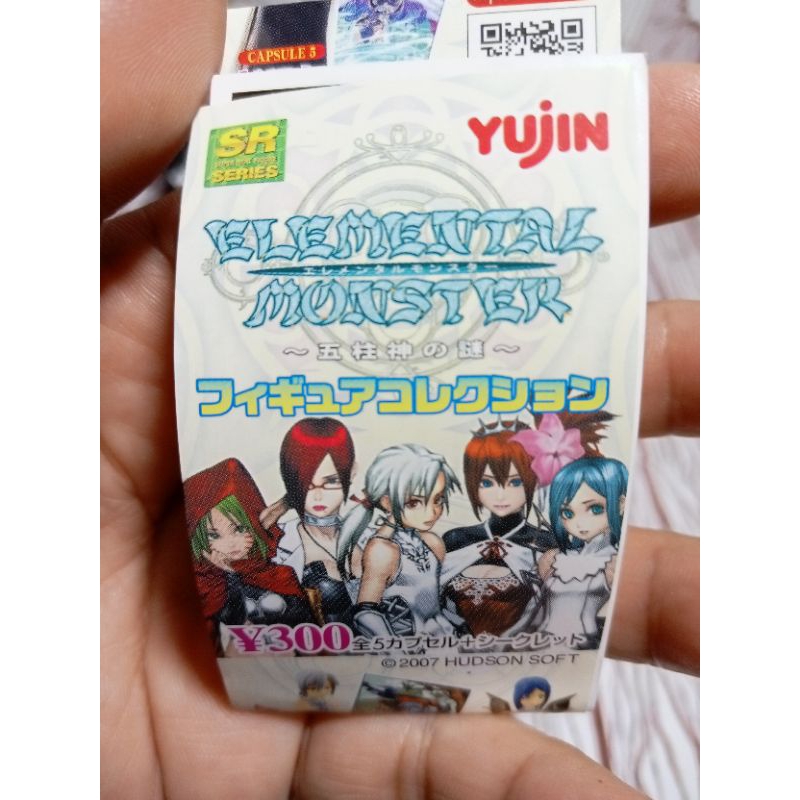 CAPSULE 5
SR
SERIES
YUJIN
ELEMENTAL
エレメンタルモンスター
MONSTER
～五柱神の謎～
フィギュアコレクション
¥300 全5カプセル+シークレット
©2007 HUDSON SOFT